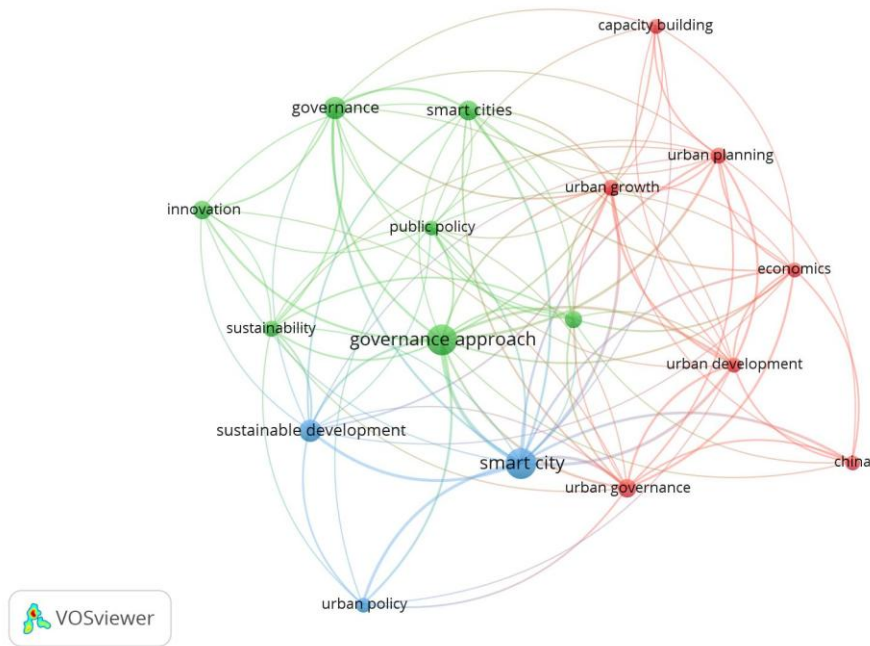 capacity building
governance
smart cities
urban planning
urban growth
innovation
public policy
economics
sustainability
governance approach
urban development
sustainable development
smart city
china
urban governance
urban policy
VOSviewer